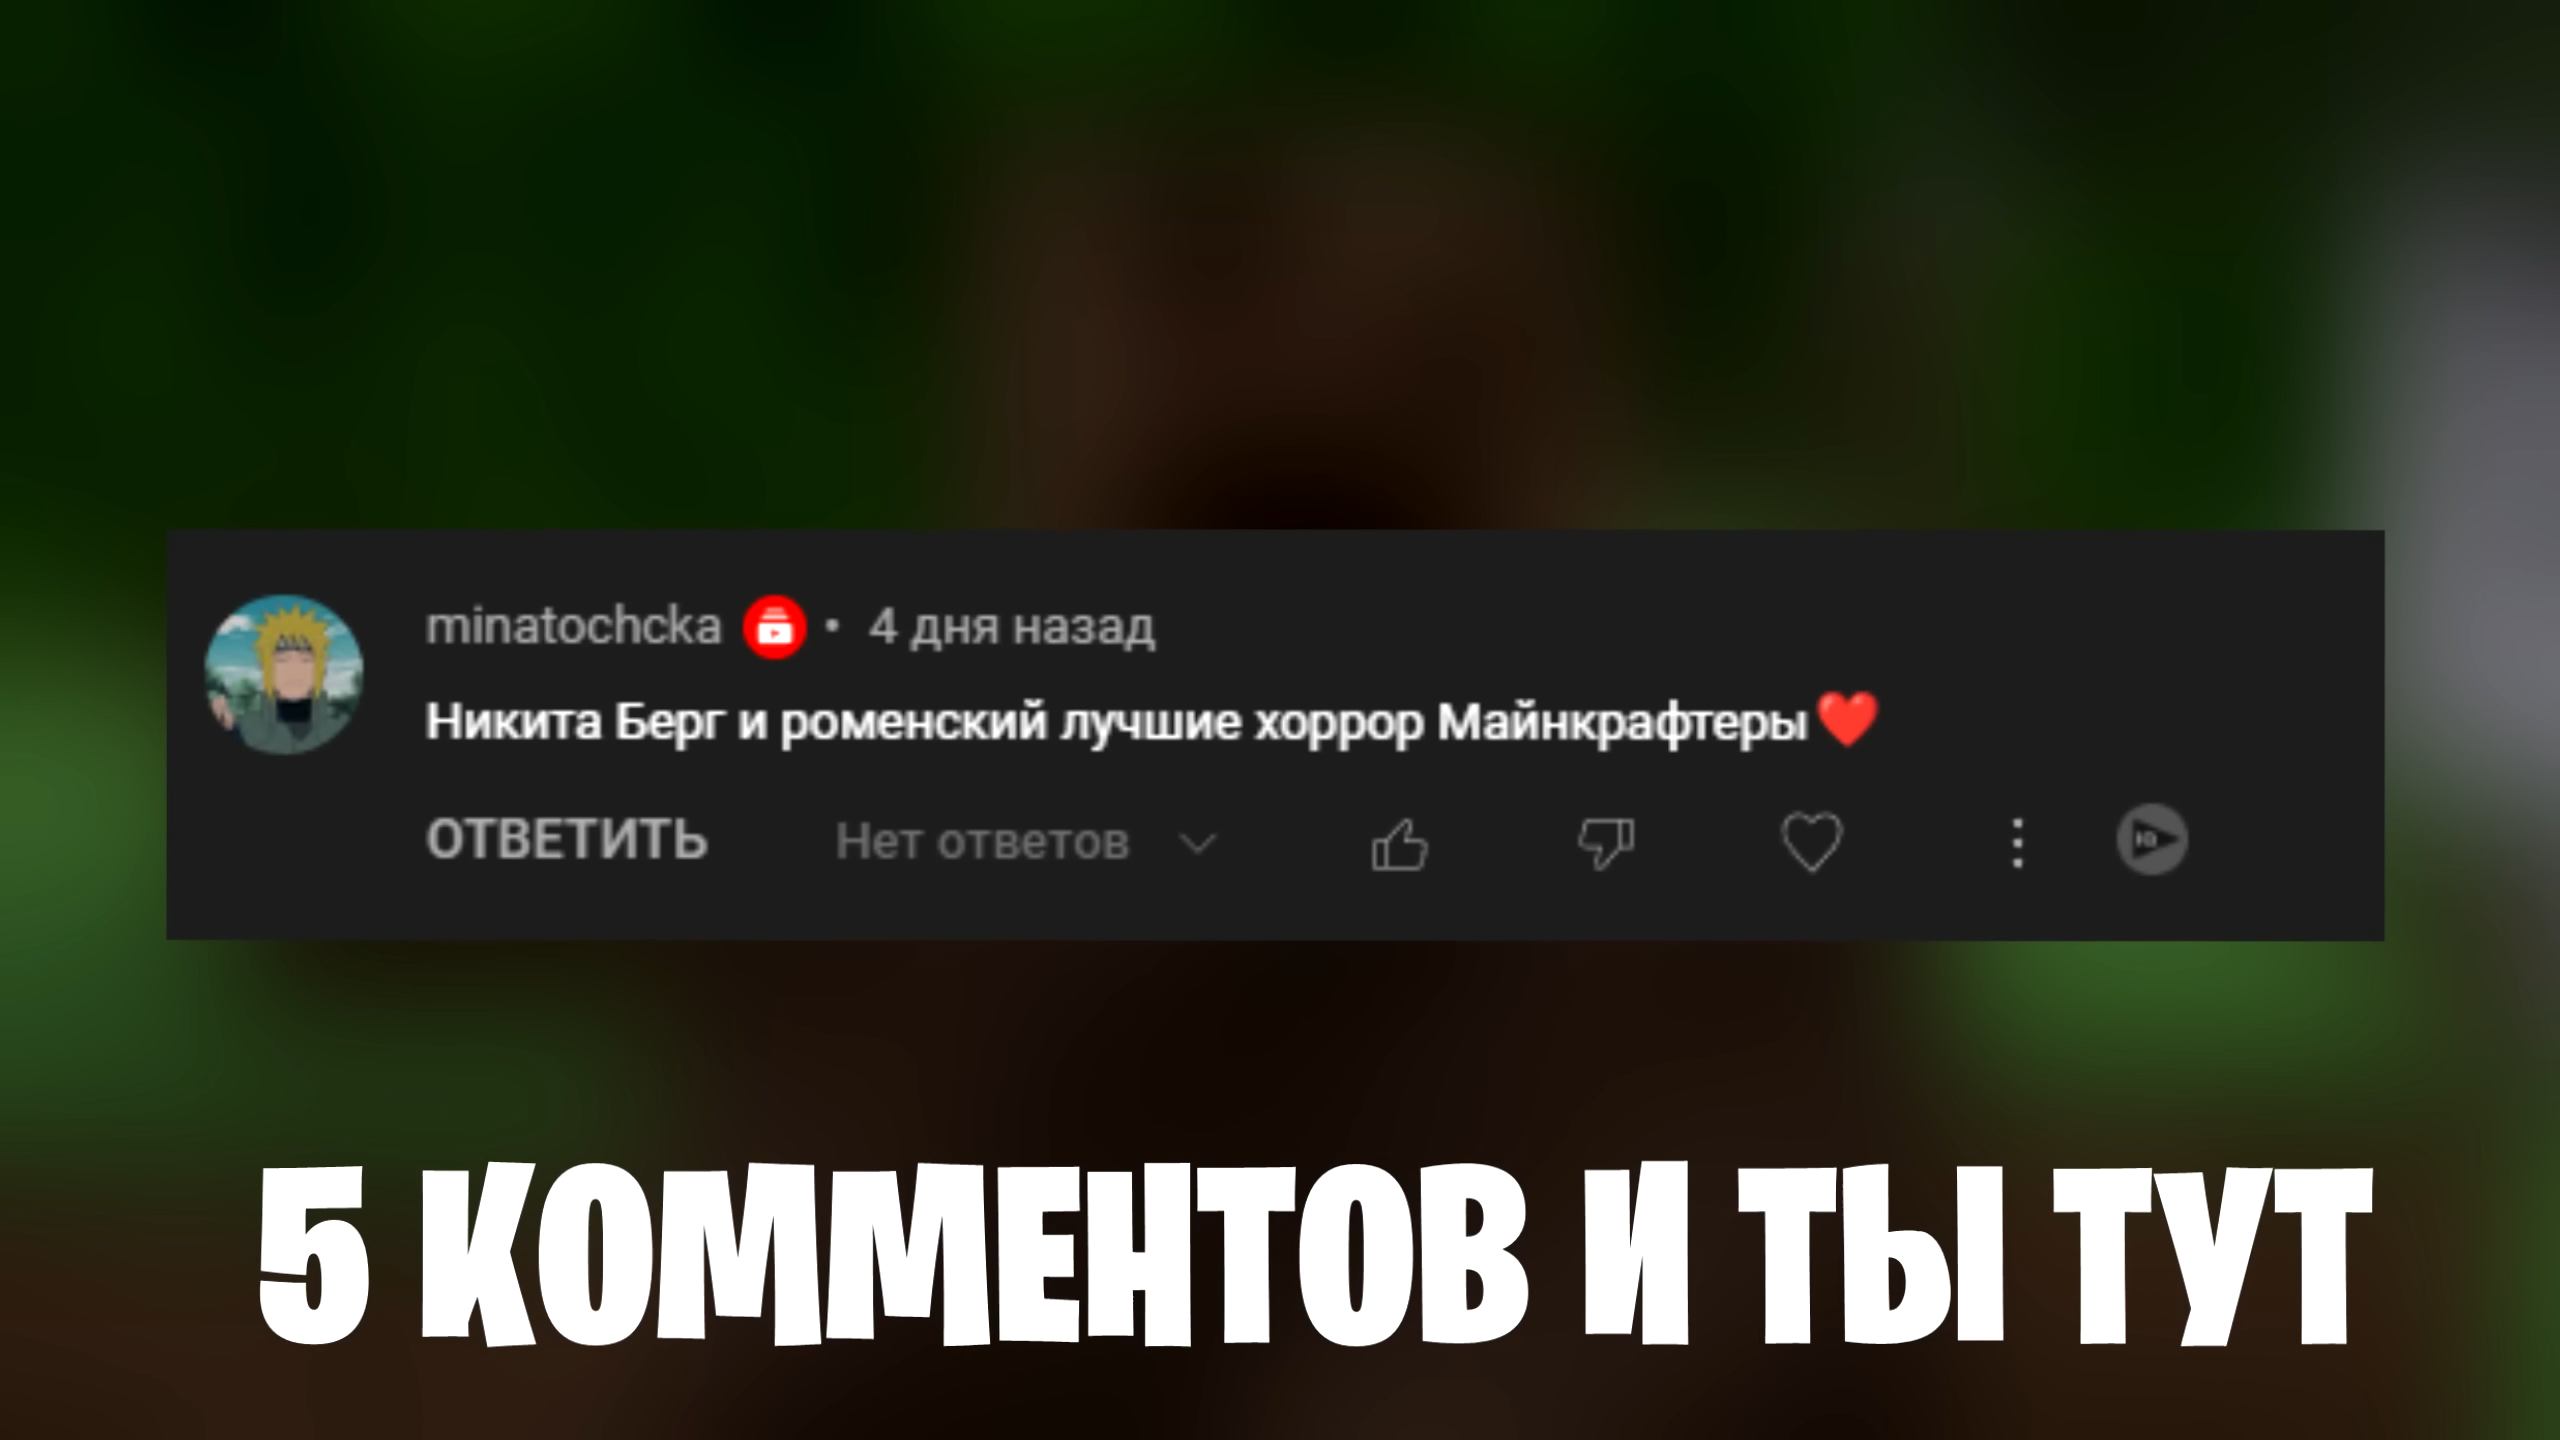 minatochcka • 4 дня назад
Никита Берг и роменский лучшие хоррор Майнкрафтеры❤️
ОТВЕТИТЬ Нет ответов
5 КОММЕНТОВ И ТЫ ТУТ